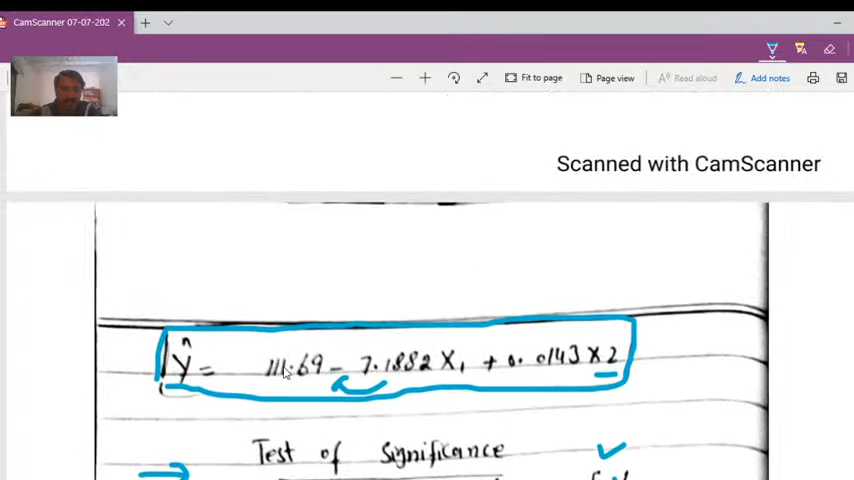 CamScanner 07-07-202
Fit to page
Page view
Read aloud
Add notes
Scanned with CamScanner
Ŷ = 111.69 - 7.1882 X₁ + 0.0143 X2
Test of Significance